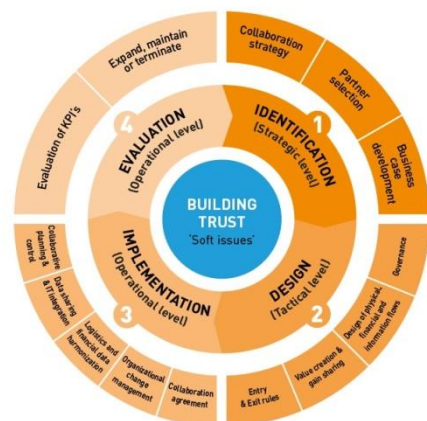 BUILDING
TRUST
'Soft issues'
1
IDENTIFICATION
(Strategic level)
Collaboration
strategy
Partner
selection
Business
case
development
2
DESIGN
(Tactical level)
Governance
Design of physical,
financial and
information flows
Value creation &
gain sharing
Entry
& Exit rules
3
IMPLEMENTATION
(Operational level)
Collaboration
agreement
Organizational
change
management
Logistics and
financial data
harmonization
Data sharing
& IT integration
Collaborative
planning &
control
4
EVALUATION
(Operational level)
Evaluation of KPI's
Expand, maintain
or terminate